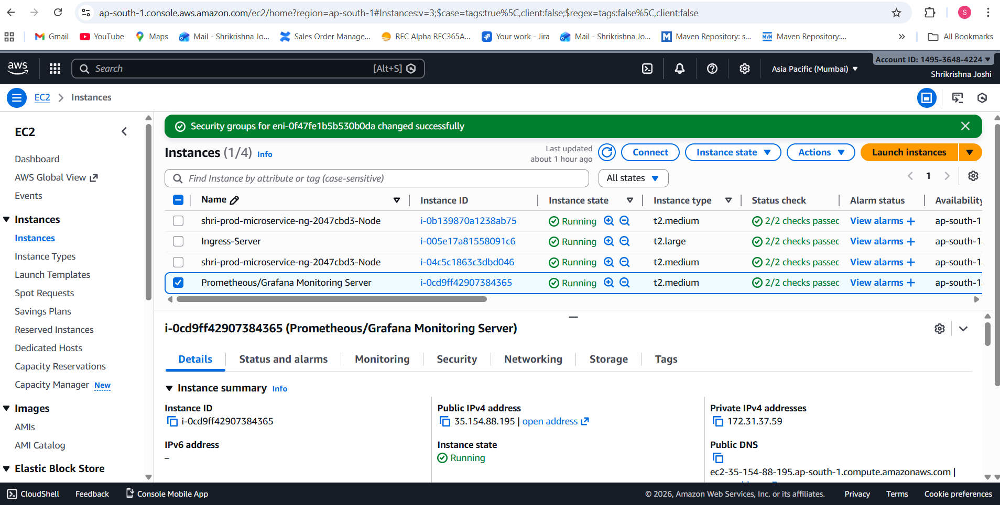 ap-south-1.console.aws.amazon.com/ec2/home?region=ap-south-1#Instances:v=3;$case=tags:true%5C,client:false;$regex=tags:false%5C,client:false
S
Gmail YouTube Maps Mail - Shrikrishna Jo... Sales Order Manage... REC Alpha REC365A... Your work - Jira Mail - Shrikrishna Jo... Maven Repository: s... Maven Repository:... All Bookmarks
aws Search [Alt+S] Asia Pacific (Mumbai) Account ID: 1495-3648-4224
Shrikrishna Joshi
EC2 Instances
EC2
Dashboard
AWS Global View
Events
Instances
Instances
Instance Types
Launch Templates
Spot Requests
Savings Plans
Reserved Instances
Dedicated Hosts
Capacity Reservations
Capacity Manager New
Images
AMIs
AMI Catalog
Elastic Block Store
Security groups for eni-0f47fe1b5b530b0da changed successfully
Instances (1/4) Info
Last updated
about 1 hour ago
Connect Instance state Actions Launch instances
Find Instance by attribute or tag (case-sensitive) All states 1
Name Instance ID Instance state Instance type Status check Alarm status Availability
shri-prod-microservice-ng-2047cbd3-Node i-0b139870a1238ab75 Running t2.medium 2/2 checks passed View alarms + ap-south-1
Ingress-Server i-005e17a81558091c6 Running t2.large 2/2 checks passed View alarms + ap-south-1
shri-prod-microservice-ng-2047cbd3-Node i-04c5c1863c3dbd046 Running t2.medium 2/2 checks passed View alarms + ap-south-1
Prometheous/Grafana Monitoring Server i-0cd9ff42907384365 Running t2.medium 2/2 checks passed View alarms + ap-south-1
i-0cd9ff42907384365 (Prometheous/Grafana Monitoring Server)
Details Status and alarms Monitoring Security Networking Storage Tags
Instance summary Info
Instance ID
i-0cd9ff42907384365
Public IPv4 address
35.154.88.195 | open address
Private IPv4 addresses
172.31.37.59
IPv6 address
–
Instance state
Running
Public DNS
ec2-35-154-88-195.ap-south-1.compute.amazonaws.com |
CloudShell Feedback Console Mobile App © 2026, Amazon Web Services, Inc. or its affiliates. Privacy Terms Cookie preferences